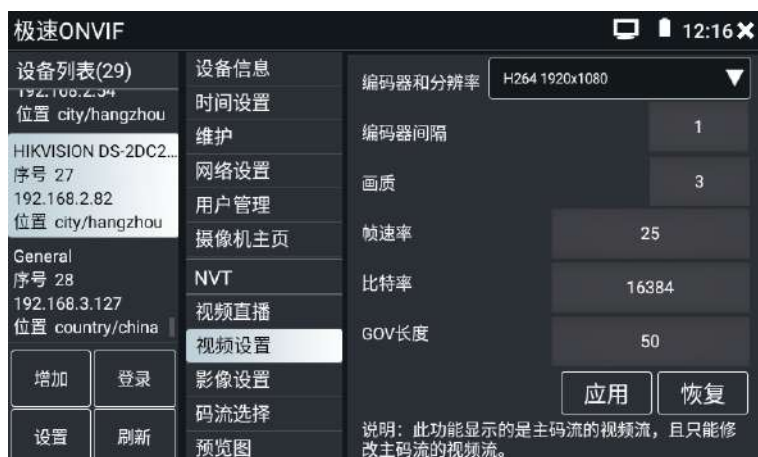 极速ONVIF
12:16
设备列表(29)
192.168.2.54
位置 city/hangzhou
HIKVISION DS-2DC2...
序号 27
192.168.2.82
位置 city/hangzhou
General
序号 28
192.168.3.127
位置 country/china
增加
登录
设置
刷新
设备信息
时间设置
维护
网络设置
用户管理
摄像机主页
NVT
视频直播
视频设置
影像设置
码流选择
预览图
编码器和分辨率
H264 1920x1080
编码器间隔
1
画质
3
帧速率
25
比特率
16384
GOV长度
50
应用
恢复
说明：此功能显示的是主码流的视频流，且只能修
改主码流的视频流。